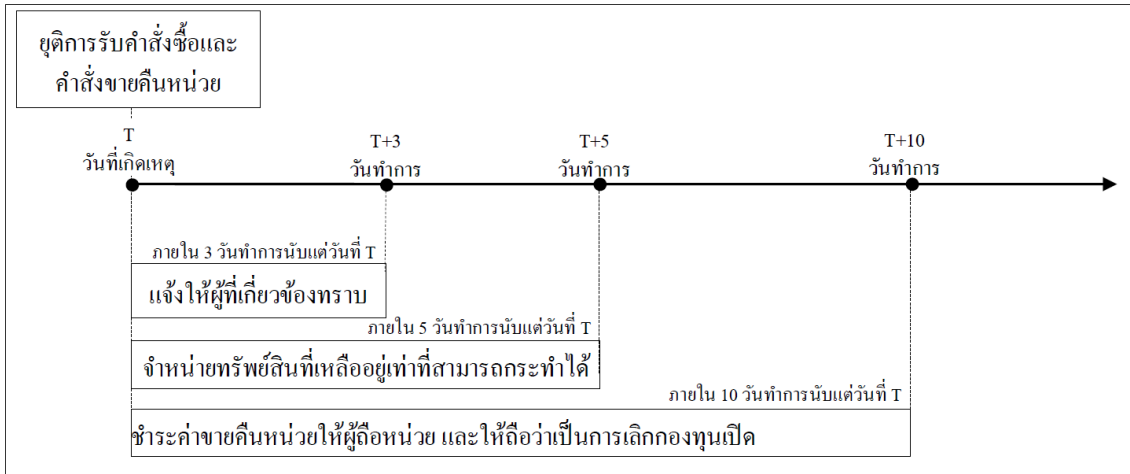 ยุติการรับคำสั่งซื้อและ
คำสั่งขายคืนหน่วย
T
วันที่เกิดเหตุ
T+3
วันทำการ
T+5
วันทำการ
T+10
วันทำการ
ภายใน 3 วันทำการนับแต่วันที่ T
แจ้งให้ผู้ที่เกี่ยวข้องทราบ
ภายใน 5 วันทำการนับแต่วันที่ T
จำหน่ายทรัพย์สินที่เหลืออยู่เท่าที่สามารถกระทำได้
ภายใน 10 วันทำการนับแต่วันที่ T
ชำระค่าขายคืนหน่วยให้ผู้ถือหน่วย และให้ถือว่าเป็นการเลิกกองทุนเปิด